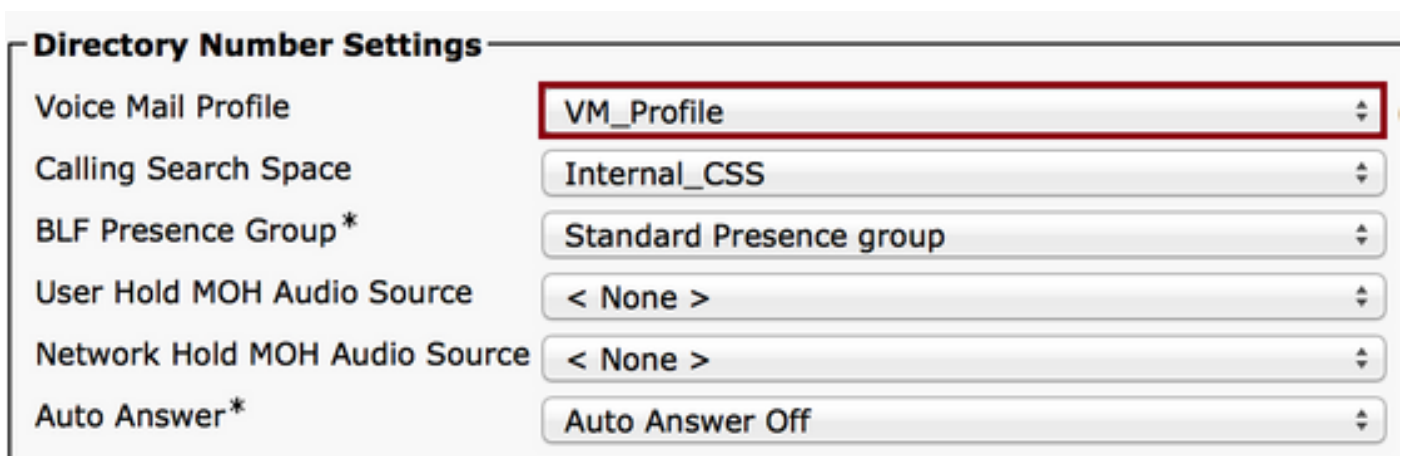 Directory Number Settings
Voice Mail Profile VM_Profile
Calling Search Space Internal_CSS
BLF Presence Group* Standard Presence group
User Hold MOH Audio Source < None >
Network Hold MOH Audio Source < None >
Auto Answer* Auto Answer Off